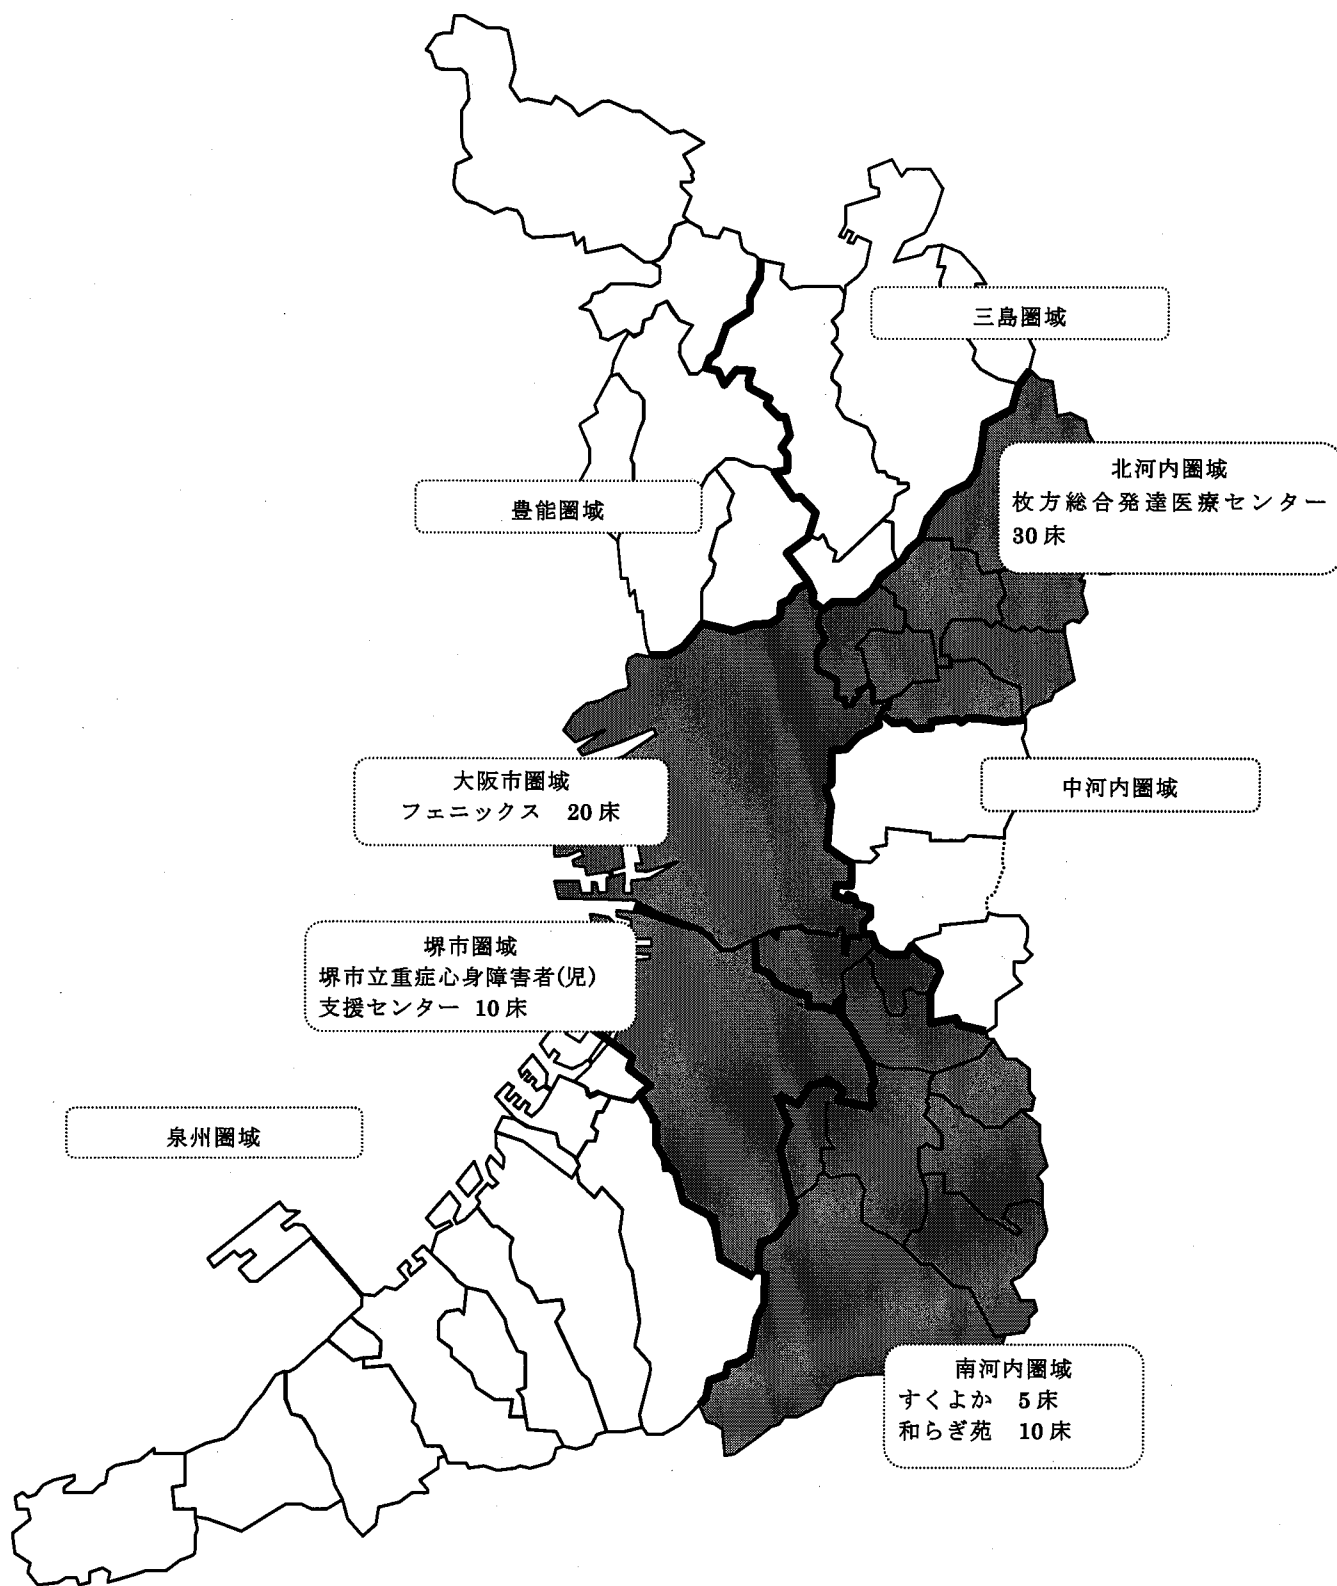 三島圏域
北河内圏域
枚方総合発達医療センター
30床
豊能圏域
大阪市圏域
フェニックス 20床
中河内圏域
堺市圏域
堺市立重症心身障害者(児)
支援センター 10床
泉州圏域
南河内圏域
すくよか 5床
和らぎ苑 10床